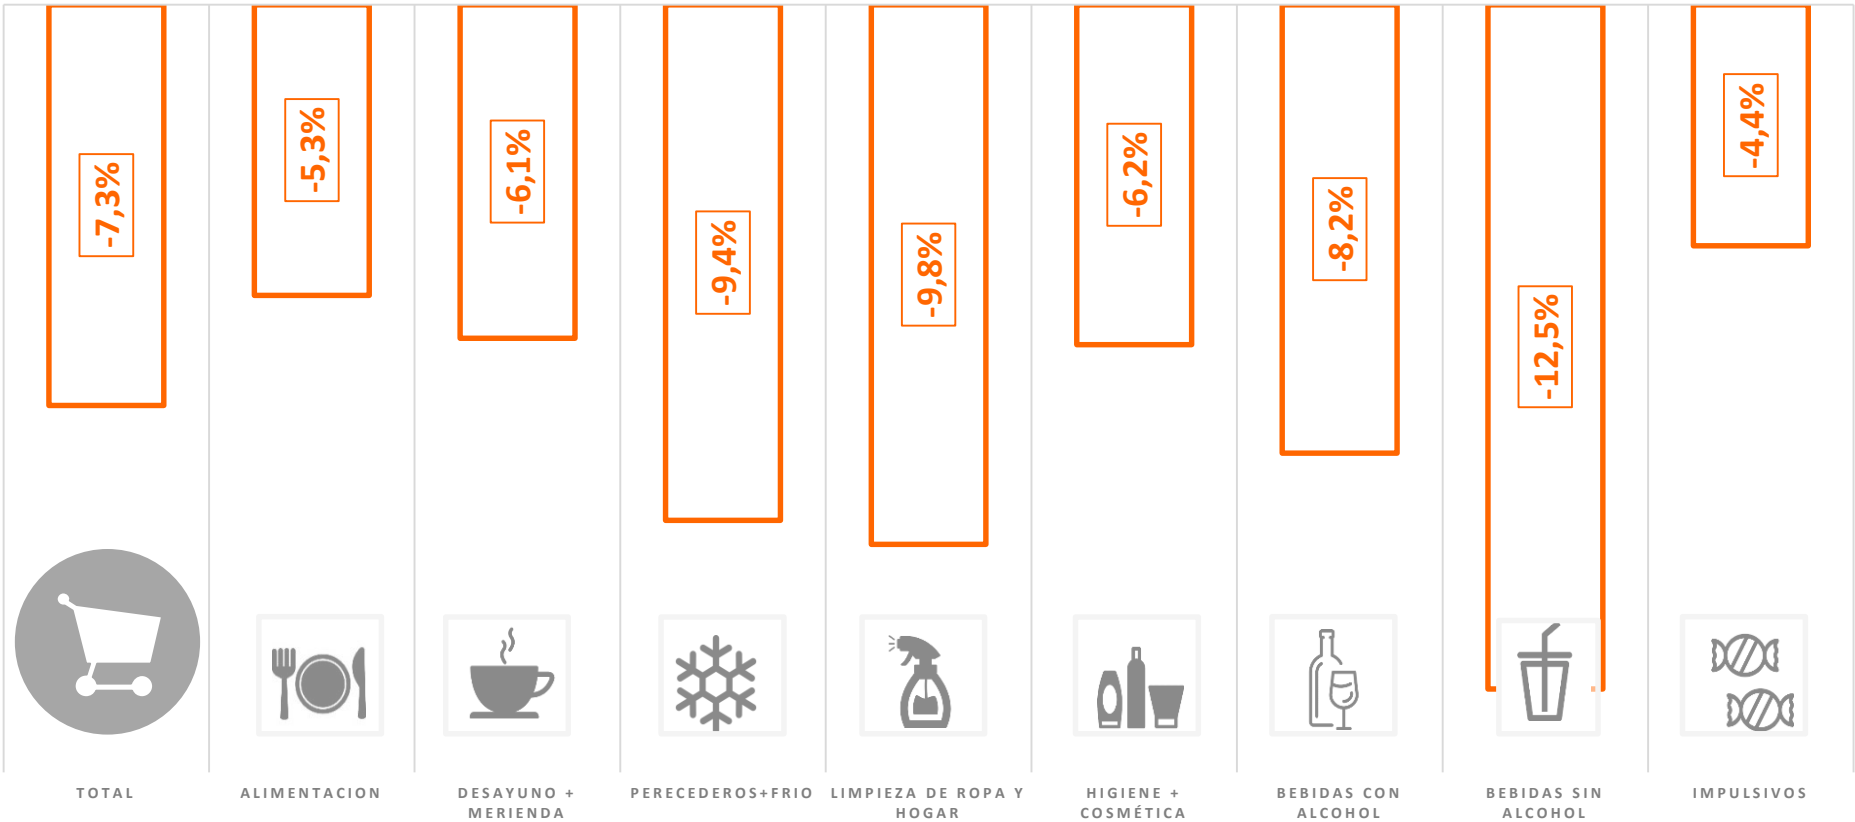 -7,3%
-5,3%
-6,1%
-9,4%
-9,8%
-6,2%
-8,2%
-12,5%
-4,4%
TOTAL
ALIMENTACION
DESAYUNO +
MERIENDA
PERECEDEROS+FRIO
LIMPIEZA DE ROPA Y
HOGAR
HIGIENE +
COSMÉTICA
BEBIDAS CON
ALCOHOL
BEBIDAS SIN
ALCOHOL
IMPULSIVOS